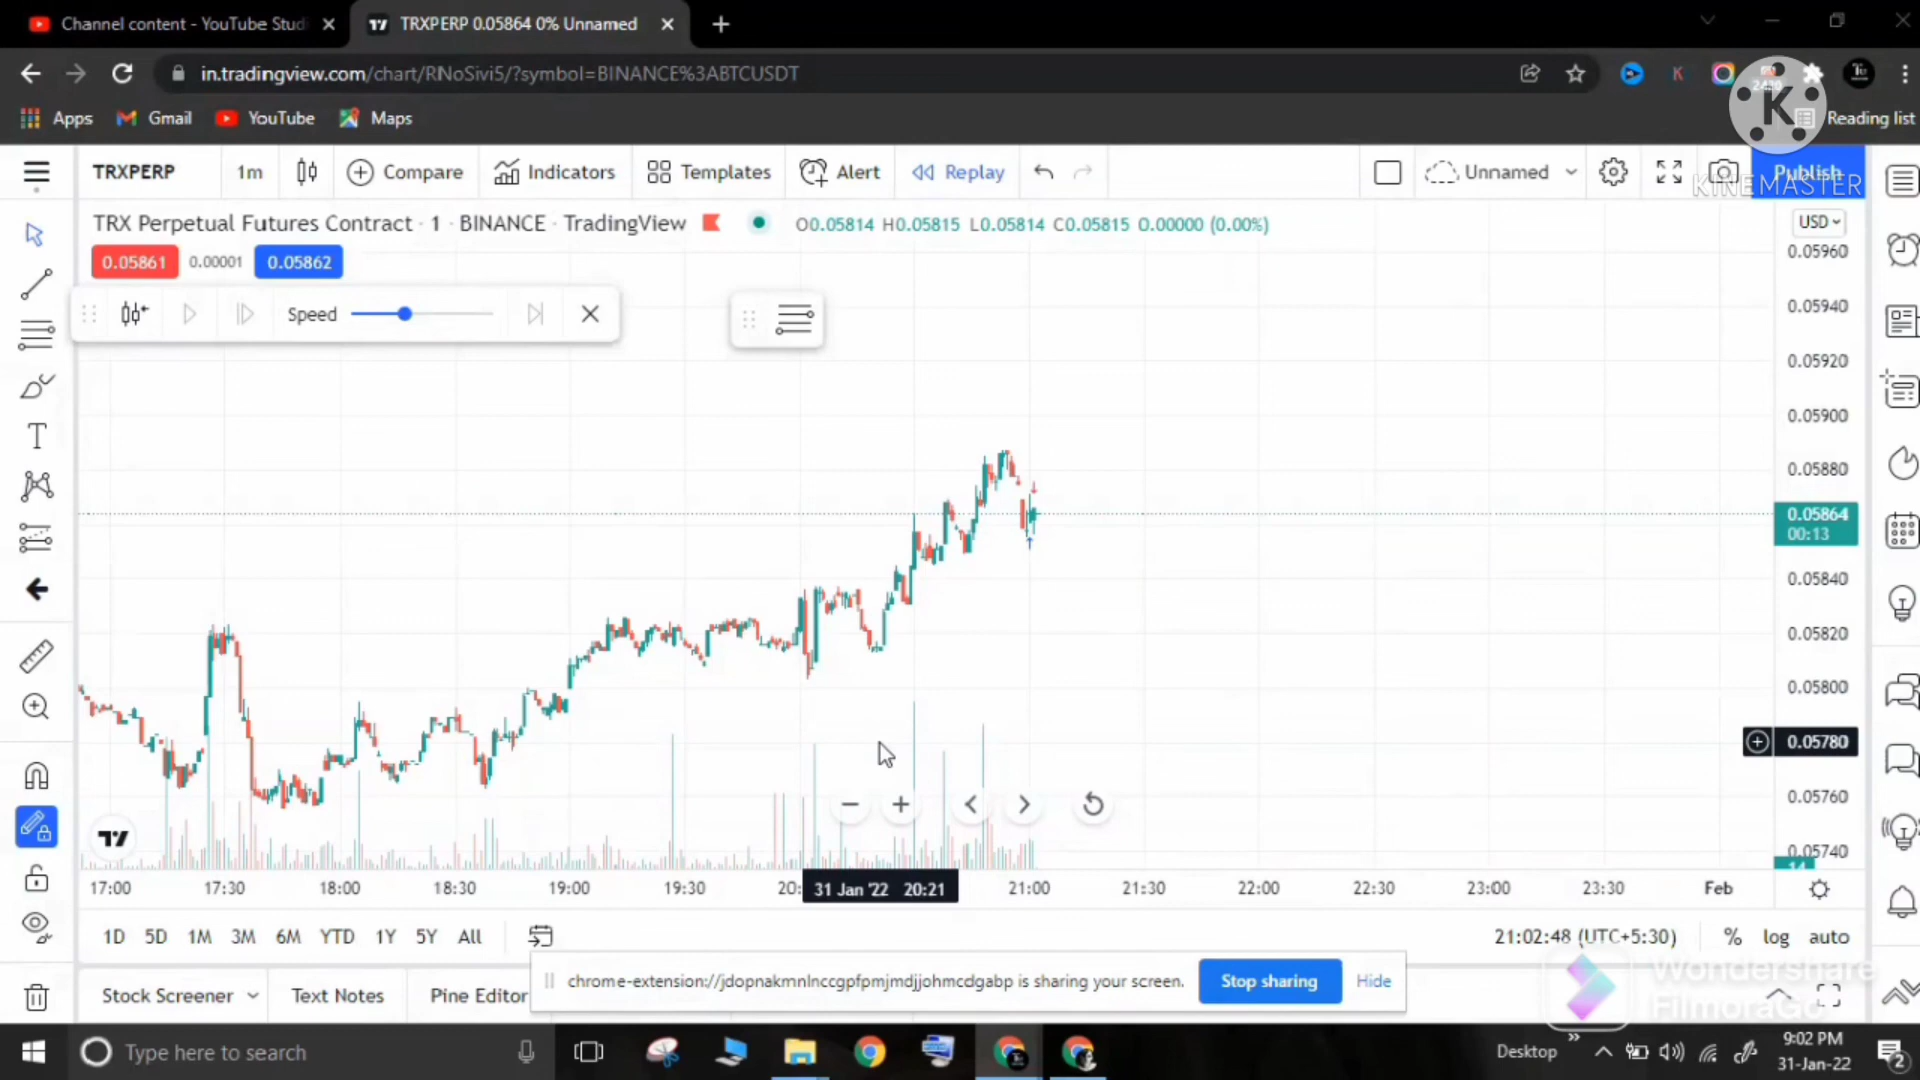 Channel content - YouTube Studi
TRXPERP 0.05864 0% Unnamed
in.tradingview.com/chart/RlNoSivi5/?symbol=BINANCE%3ABTCUSDT
Apps Gmail YouTube Maps
Reading list
K
TRXPERP 1m Compare Indicators Templates Alert Replay Unnamed Publish
KINEMASTER
TRX Perpetual Futures Contract · 1 · BINANCE · TradingView O0.05814 H0.05815 L0.05814 C0.05815 0.00000 (0.00%)
USD
0.05861 0.00001 0.05862
Speed
0.05960
0.05940
0.05920
0.05900
0.05880
0.05864
00:13
0.05840
0.05820
0.05800
0.05780
0.05760
0.05740
14
17:00 17:30 18:00 18:30 19:00 19:30 20: 31 Jan '22 20:21 21:00 21:30 22:00 22:30 23:00 23:30 Feb
1D 5D 1M 3M 6M YTD 1Y 5Y All
21:02:48 (UTC+5:30) % log auto
chrome-extension://jdopnakmnlnccgpfpmjmdjjohmcdgabp is sharing your screen. Stop sharing Hide
Wondershare
FilmoraGo
Stock Screener Text Notes Pine Editor
Type here to search
Desktop
9:02 PM
31-Jan-22
2